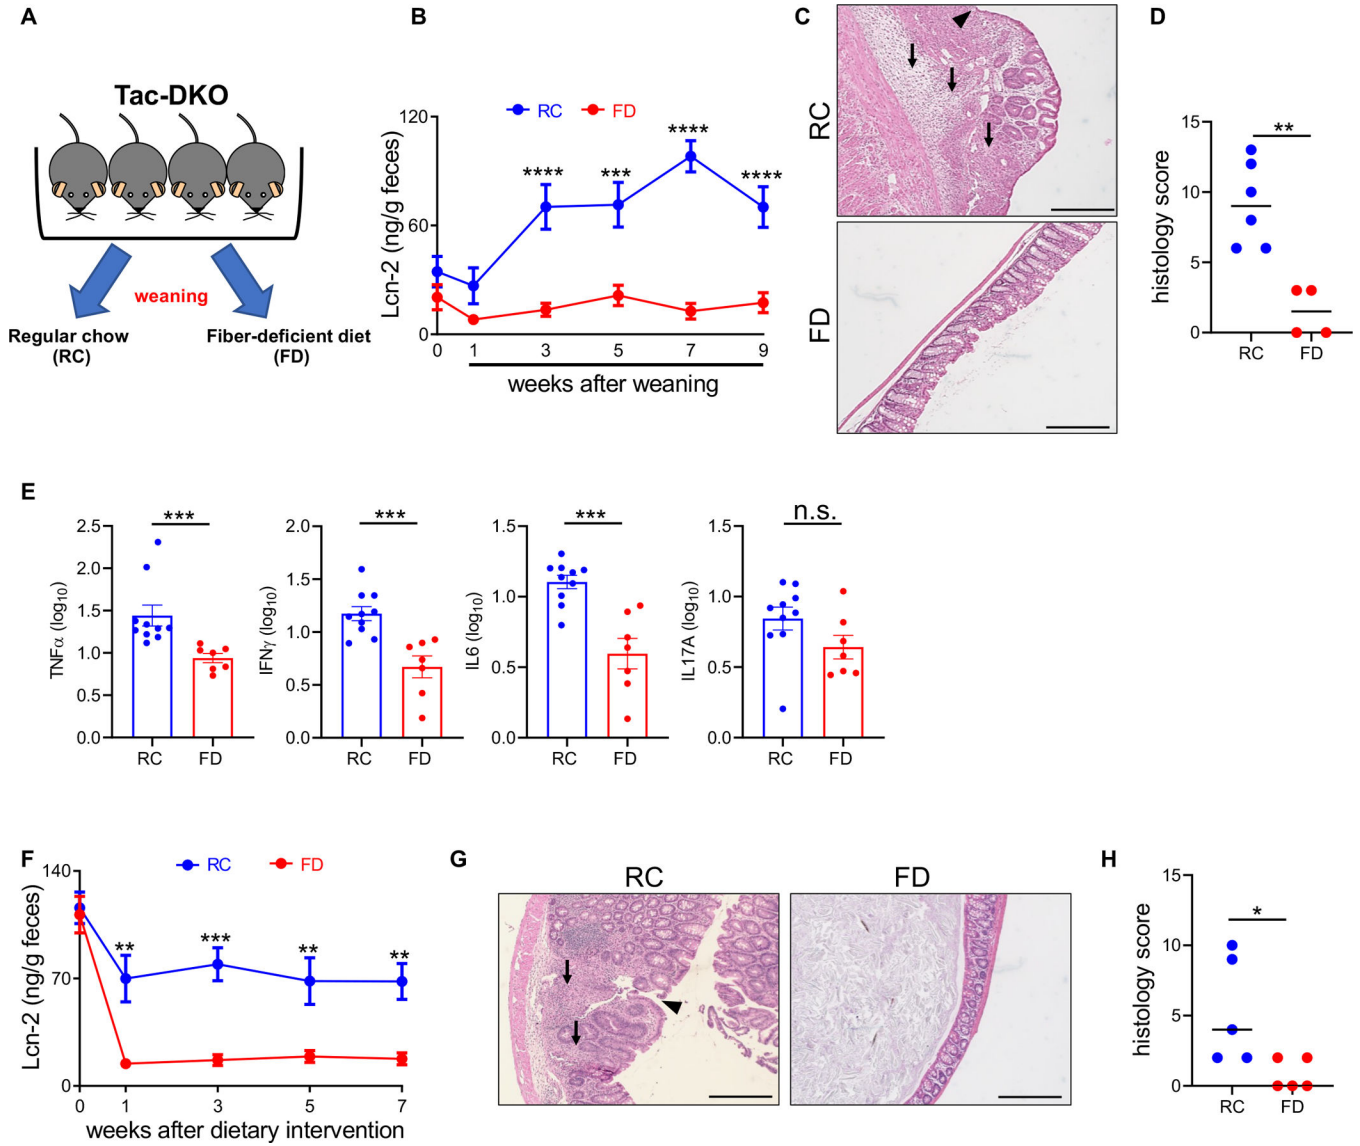 A
Tac-DKO
weaning
Regular chow
(RC)
Fiber-deficient diet
(FD)
B
RC
FD
Lcn-2 (ng/g feces)
120
60
0
****
***
****
****
0
1
3
5
7
9
weeks after weaning
C
RC
FD
D
histology score
15
10
5
0
**
RC
FD
E
TNFα (log10)
2.5
2.0
1.5
1.0
0.5
0.0
***
RC
FD
IFNγ (log10)
2.0
1.5
1.0
0.5
0.0
***
RC
FD
IL6 (log10)
1.5
1.0
0.5
0.0
***
RC
FD
IL17A (log10)
1.5
1.0
0.5
0.0
n.s.
RC
FD
F
RC
FD
Lcn-2 (ng/g feces)
140
70
0
**
***
**
**
0
1
3
5
7
weeks after dietary intervention
G
RC
FD
H
histology score
15
10
5
0
*
RC
FD